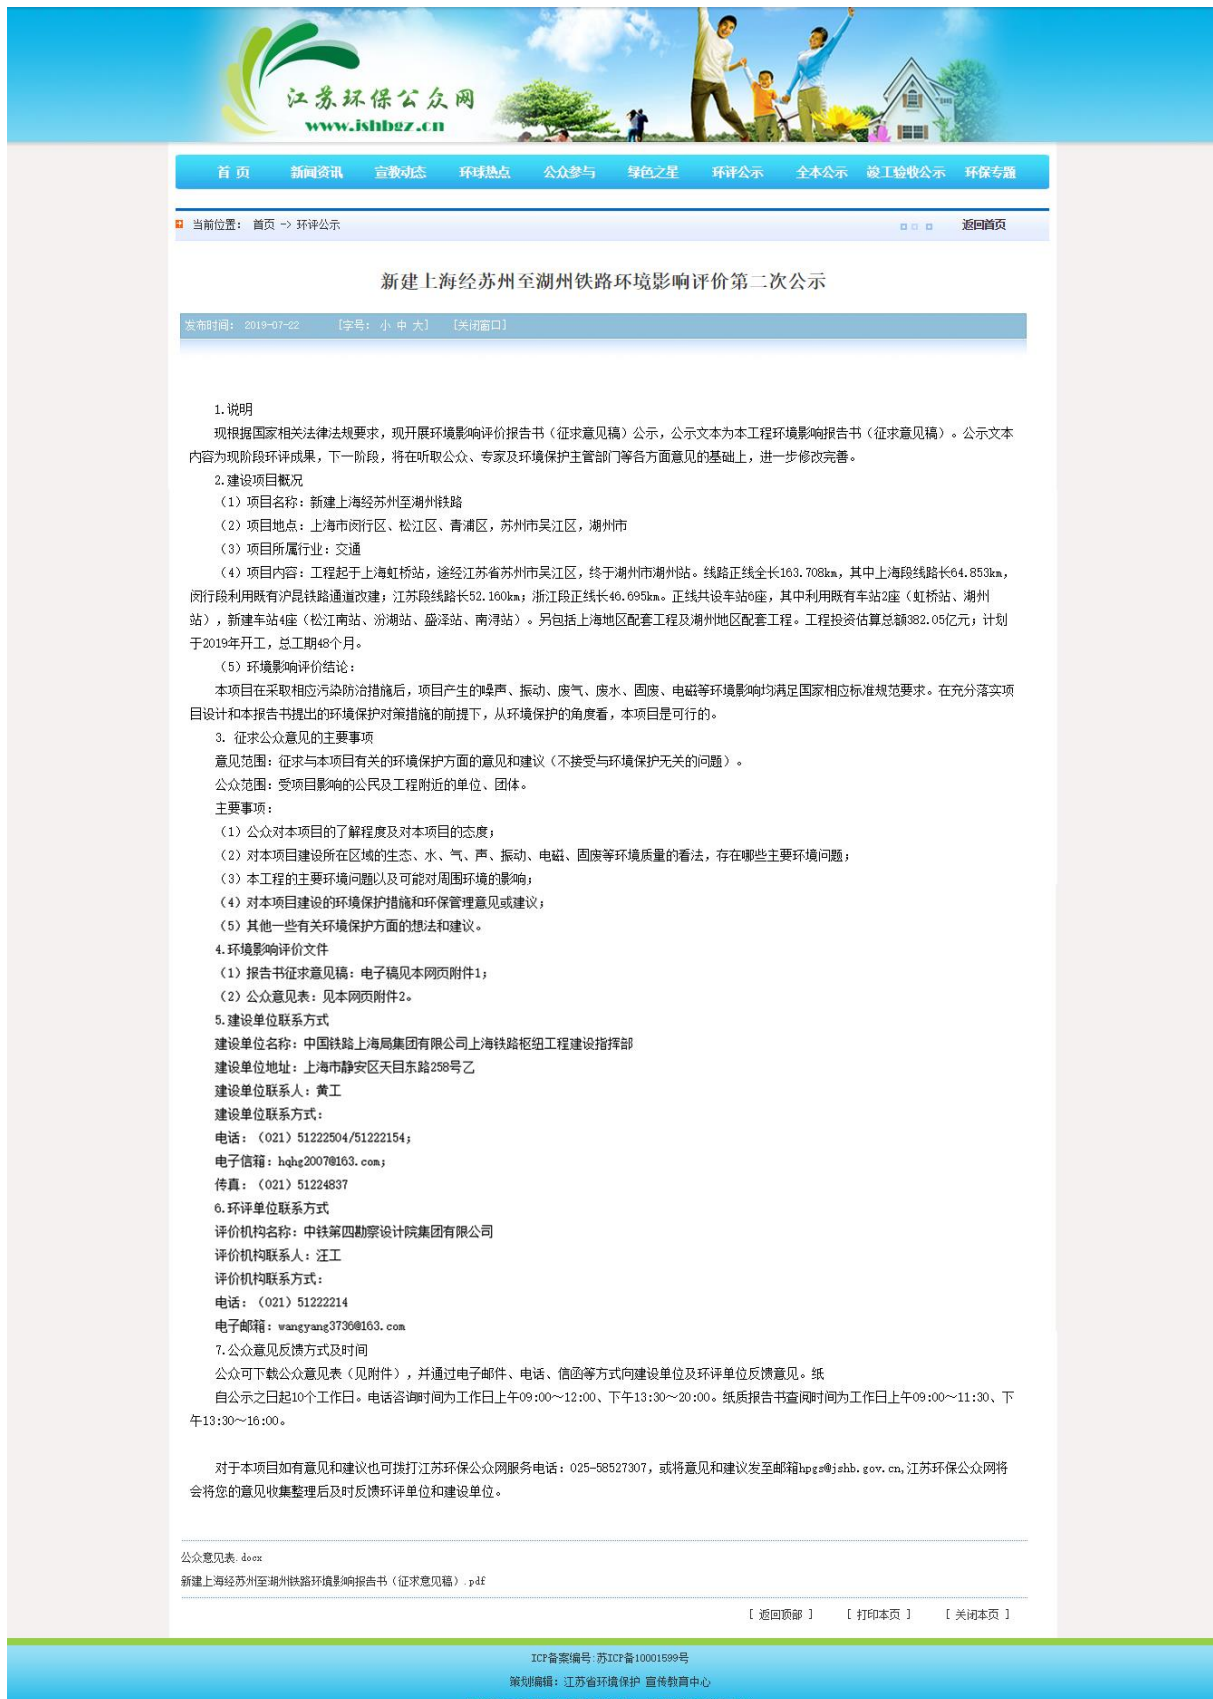 江苏环保公众网
www.jshbgz.cn
首 页 新闻资讯 宣教动态 环球热点 公众参与 绿色之星 环评公示 全本公示 竣工验收公示 环保专题
当前位置： 首页 -> 环评公示 返回首页
新建上海经苏州至湖州铁路环境影响评价第二次公示
发布时间： 2019-07-22 [字号： 小 中 大] [关闭窗口]
1.说明
现根据国家相关法律法规要求，现开展环境影响评价报告书（征求意见稿）公示，公示文本为本工程环境影响报告书（征求意见稿）。公示文本
内容为现阶段环评成果，下一阶段，将在听取公众、专家及环境保护主管部门等各方面意见的基础上，进一步修改完善。
2.建设项目概况
（1）项目名称：新建上海经苏州至湖州铁路
（2）项目地点：上海市闵行区、松江区、青浦区，苏州市吴江区，湖州市
（3）项目所属行业：交通
（4）项目内容：工程起于上海虹桥站，途经江苏省苏州市吴江区，终于湖州市湖州站。线路正线全长163.708km，其中上海段线路长64.853km，
闵行段利用既有沪昆铁路通道改建；江苏段线路长52.160km；浙江段正线长46.695km。正线共设车站6座，其中利用既有车站2座（虹桥站、湖州
站），新建车站4座（松江南站、汾湖站、盛泽站、南浔站）。另包括上海地区配套工程及湖州地区配套工程。工程投资估算总额382.05亿元；计划
于2019年开工，总工期48个月。
（5）环境影响评价结论：
本项目在采取相应污染防治措施后，项目产生的噪声、振动、废气、废水、固废、电磁等环境影响均满足国家相应标准规范要求。在充分落实项
目设计和本报告书提出的环境保护对策措施的前提下，从环境保护的角度看，本项目是可行的。
3. 征求公众意见的主要事项
意见范围：征求与本项目有关的环境保护方面的意见和建议（不接受与环境保护无关的问题）。
公众范围：受项目影响的公民及工程附近的单位、团体。
主要事项：
（1）公众对本项目的了解程度及对本项目的态度；
（2）对本项目建设所在区域的生态、水、气、声、振动、电磁、固废等环境质量的看法，存在哪些主要环境问题；
（3）本工程的主要环境问题以及可能对周围环境的影响；
（4）对本项目建设的环境保护措施和环保管理意见或建议；
（5）其他一些有关环境保护方面的想法和建议。
4.环境影响评价文件
（1）报告书征求意见稿：电子稿见本网页附件1；
（2）公众意见表：见本网页附件2。
5.建设单位联系方式
建设单位名称：中国铁路上海局集团有限公司上海铁路枢纽工程建设指挥部
建设单位地址：上海市静安区天目东路258号乙
建设单位联系人：黄工
建设单位联系方式：
电话：（021）51222504/51222154；
电子信箱：hqhg2007@163.com；
传真：（021）51224837
6.环评单位联系方式
评价机构名称：中铁第四勘察设计院集团有限公司
评价机构联系人：汪工
评价机构联系方式：
电话：（021）51222214
电子邮箱：wangyang3736@163.com
7.公众意见反馈方式及时间
公众可下载公众意见表（见附件），并通过电子邮件、电话、信函等方式向建设单位及环评单位反馈意见。纸
自公示之日起10个工作日。电话咨询时间为工作日上午09:00～12:00、下午13:30～20:00。纸质报告书查阅时间为工作日上午09:00～11:30、下
午13:30～16:00。
对于本项目如有意见和建议也可拨打江苏环保公众网服务电话：025-58527307，或将意见和建议发至邮箱hpgs@jshb.gov.cn,江苏环保公众网将
会将您的意见收集整理后及时反馈环评单位和建设单位。
公众意见表.docx
新建上海经苏州至湖州铁路环境影响报告书（征求意见稿）.pdf
[ 返回顶部 ] [ 打印本页 ] [ 关闭本页 ]
ICP备案编号:苏ICP备10001599号
策划编辑：江苏省环境保护 宣传教育中心